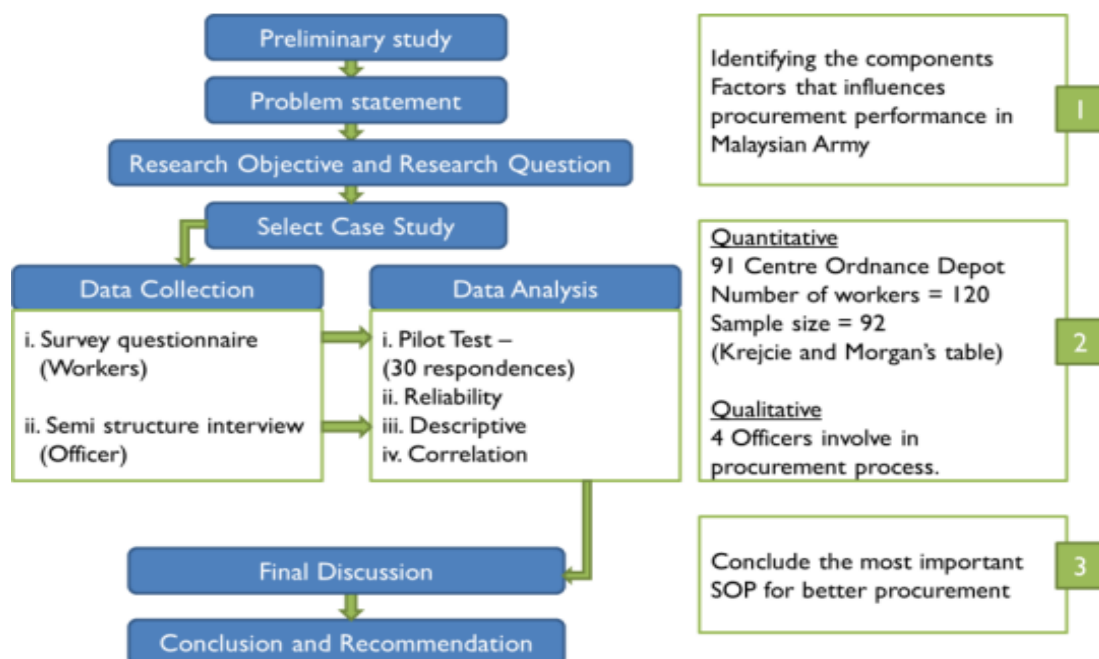 Preliminary study
Problem statement
Research Objective and Research Question
Select Case Study
Data Collection
i. Survey questionnaire
(Workers)
ii. Semi structure interview
(Officer)
Data Analysis
i. Pilot Test –
(30 respondences)
ii. Reliability
iii. Descriptive
iv. Correlation
Final Discussion
Conclusion and Recommendation
Identifying the components
Factors that influences
procurement performance in
Malaysian Army
1
Quantitative
91 Centre Ordnance Depot
Number of workers = 120
Sample size = 92
(Krejcie and Morgan's table)
Qualitative
4 Officers involve in
procurement process.
2
Conclude the most important
SOP for better procurement
3